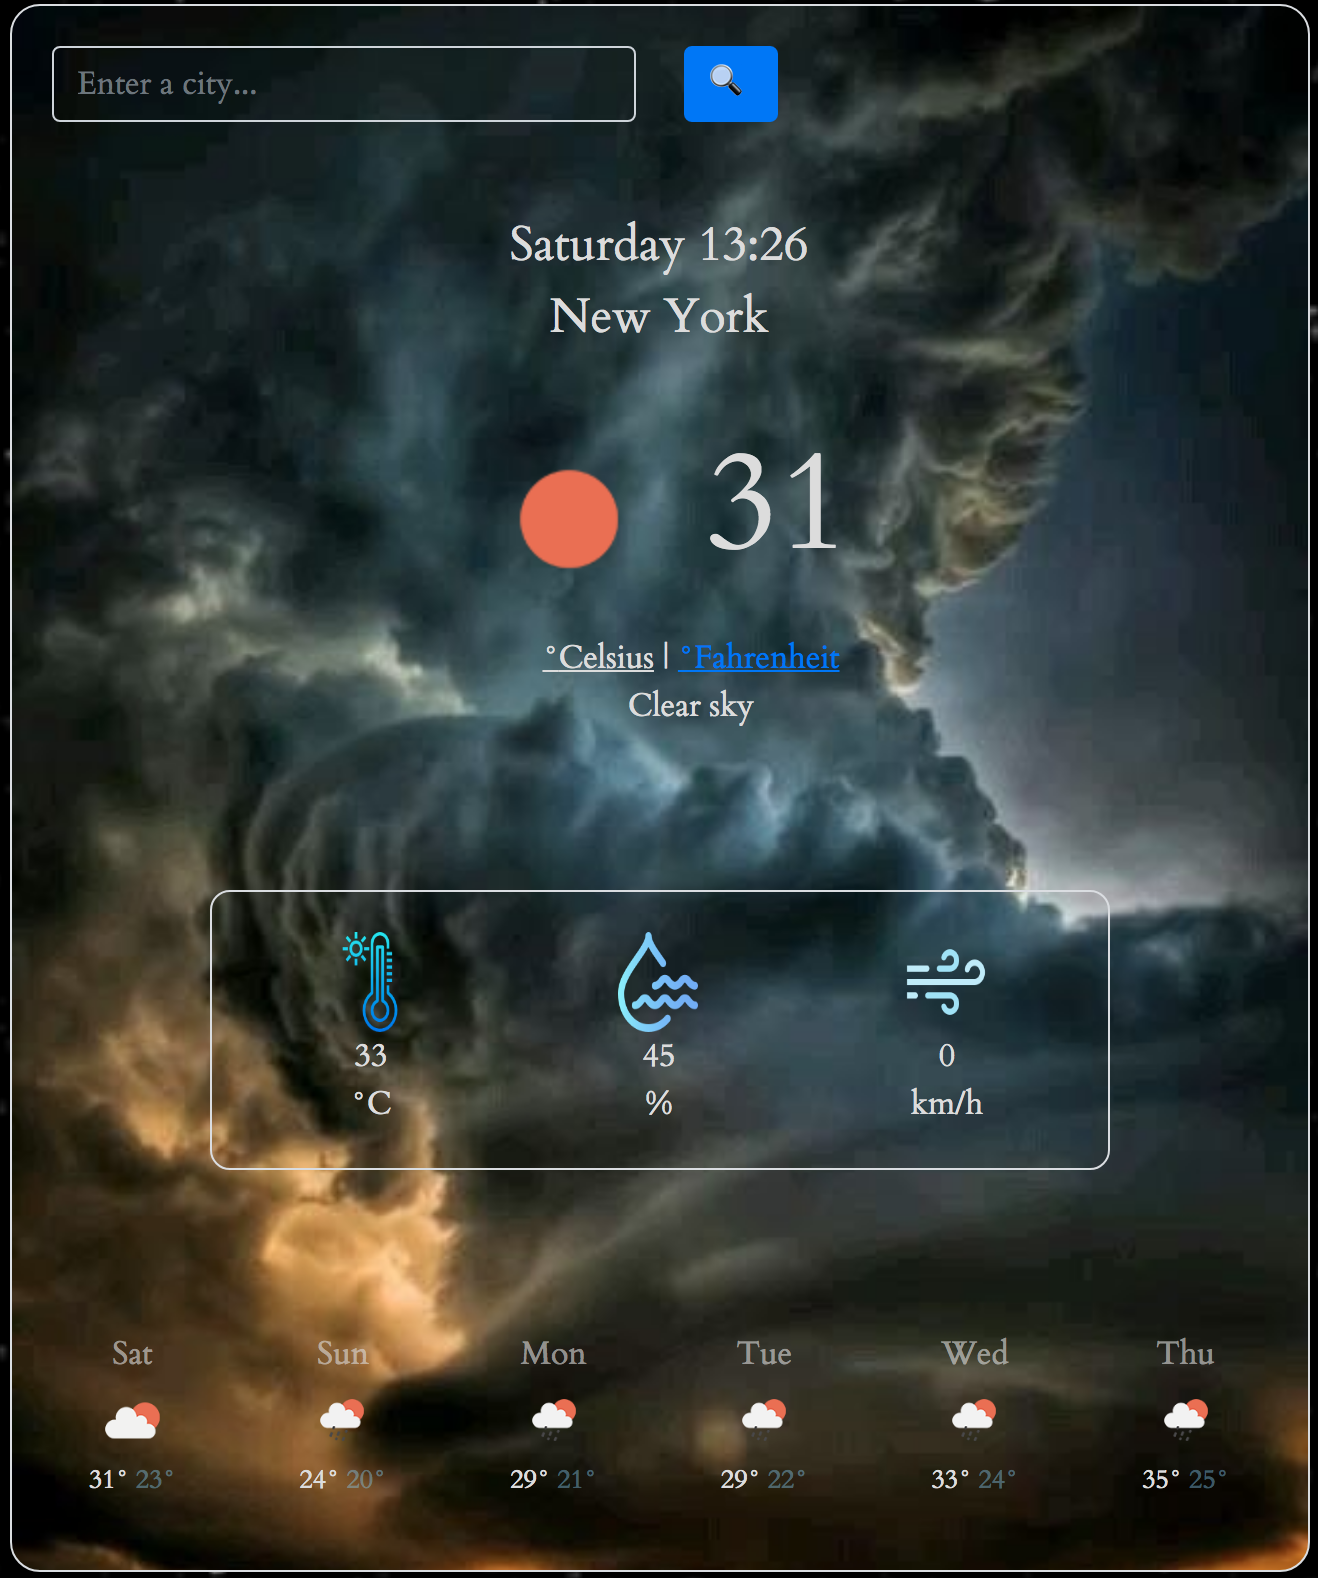 Enter a city...
Saturday 13:26
New York
31
°Celsius | °Fahrenheit
Clear sky
33 45 0
°C % km/h
Sat Sun Mon Tue Wed Thu
31° 23° 24° 20° 29° 21° 29° 22° 33° 24° 35° 25°